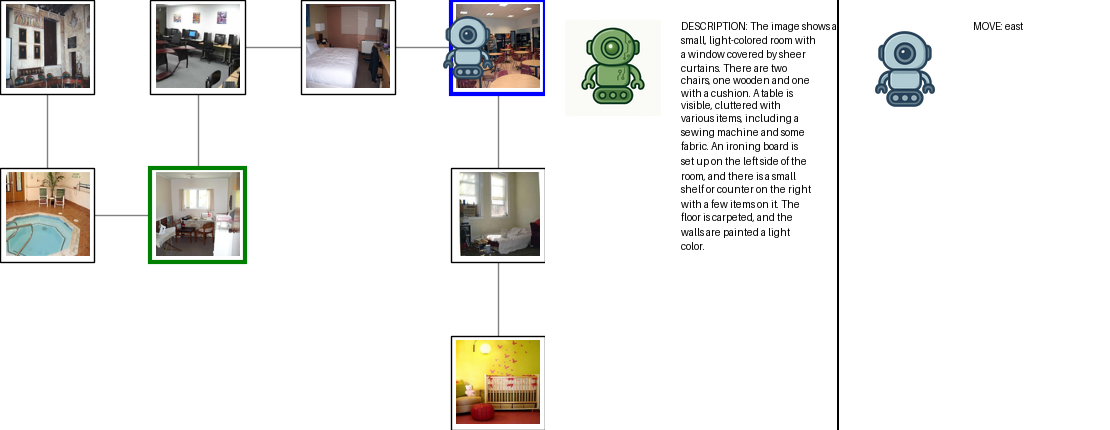 DESCRIPTION: The image shows a
small, light-colored room with
a window covered by sheer
curtains. There are two
chairs, one wooden and one
with a cushion. A table is
visible, cluttered with
various items, including a
sewing machine and some
fabric. An ironing board is
set up on the left side of the
room, and there is a small
shelf or counter on the right
with a few items on it. The
floor is carpeted, and the
walls are painted a light
color.
MOVE: east